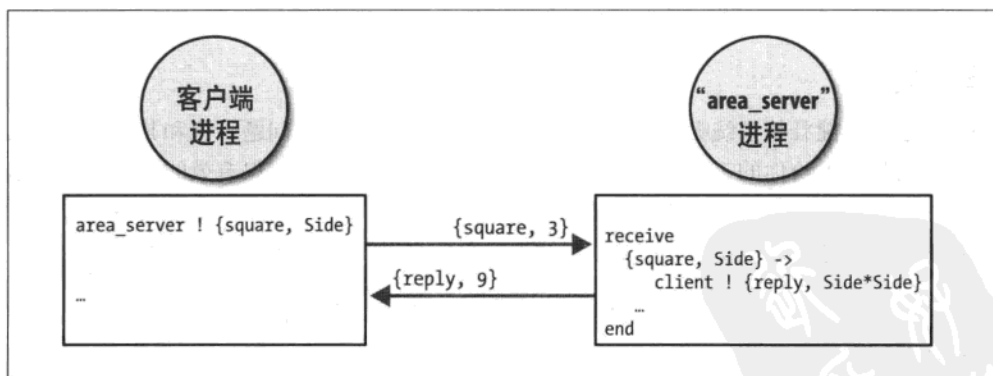 客户端
进程
“area_server”
进程
area_server ! {square, Side}
…
{square, 3}
{reply, 9}
receive
{square, Side} ->
client ! {reply, Side*Side}
…
end